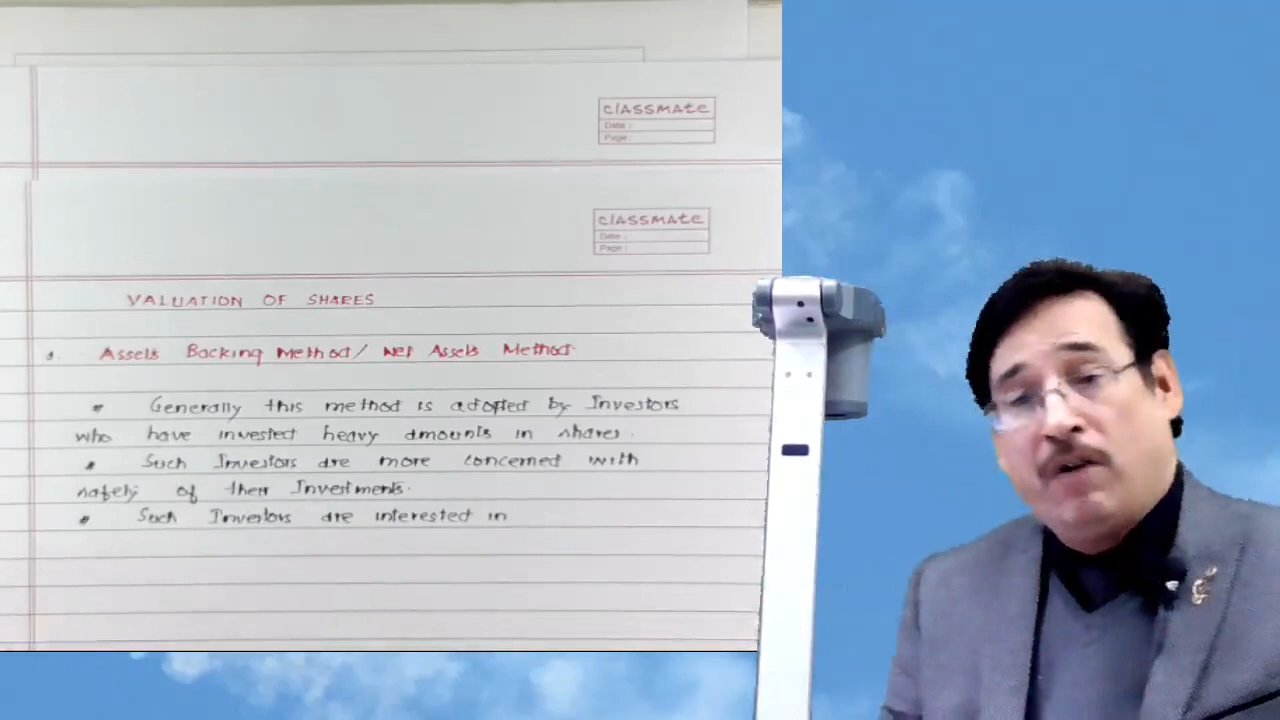 classmate
Date :
Page :
classmate
Date :
Page :
VALUATION OF SHARES
Assets Backing Method/ Net Assets Method.
* Generally this method is adopted by Investors
who have invested heavy amounts in shares.
* Such Investors are more concerned with
safety of their Investments.
* Such Investors are interested in